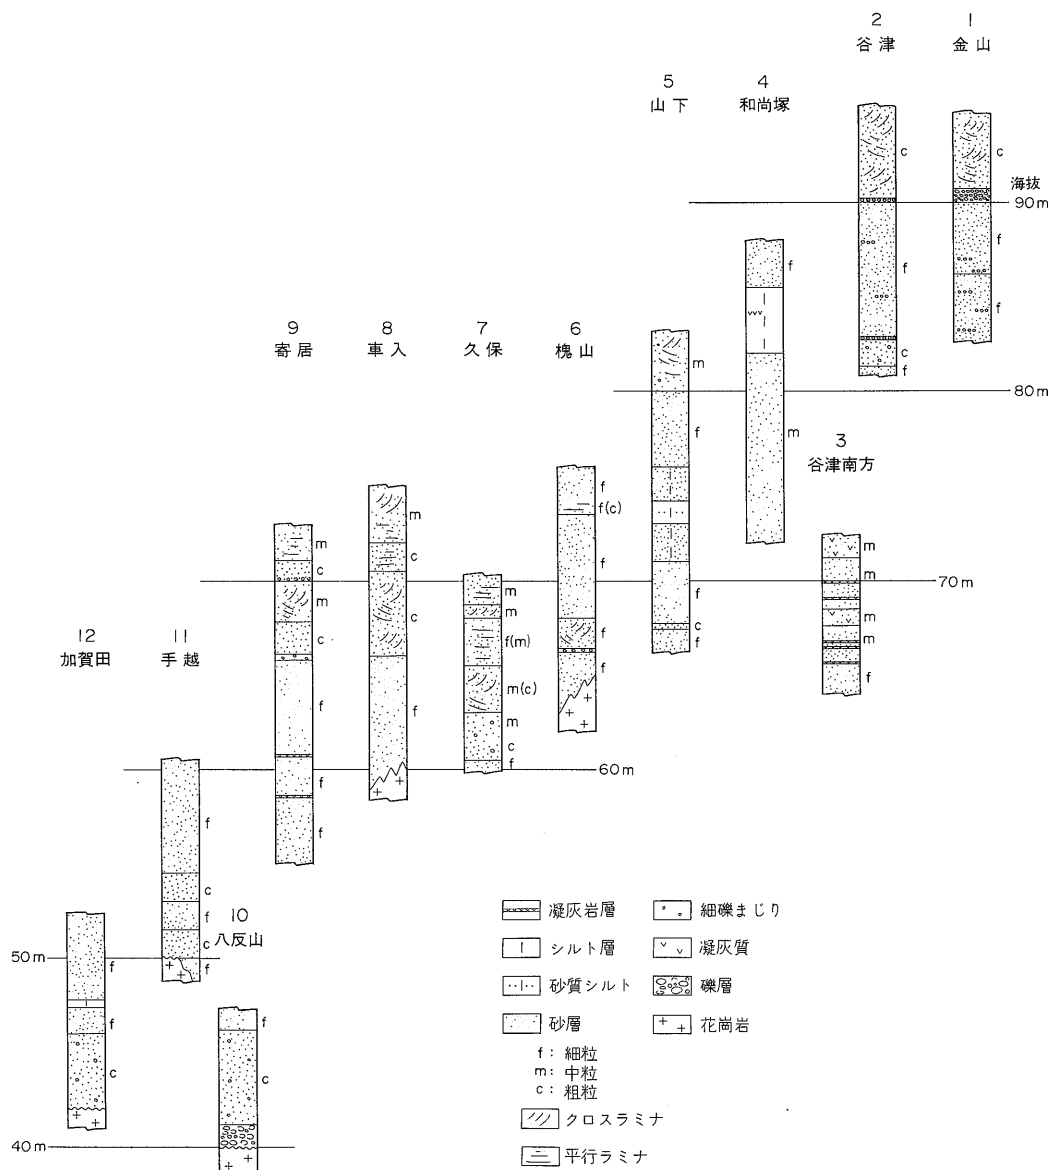 2
谷津
1
金山
5
山下
4
和尚塚
c
c
海抜
90m
f
f
f
f
c
f
m
80m
f
m
3
谷津南方
m
m
m
f
70m
f
c
f
9
寄居
8
車入
7
久保
6
槐山
m
c
m
c
f
f
f
m
c
c
f
m
m
f(m)
m(c)
m
c
f
f
f(c)
f
f
f
60m
12
加賀田
11
手越
f
c
f
c
f
10
八反山
50m
f
f
c
f
c
40m
凝灰岩層
シルト層
砂質シルト
砂層
f: 細粒
m: 中粒
c: 粗粒
クロスラミナ
平行ラミナ
細礫まじり
凝灰質
礫層
花崗岩